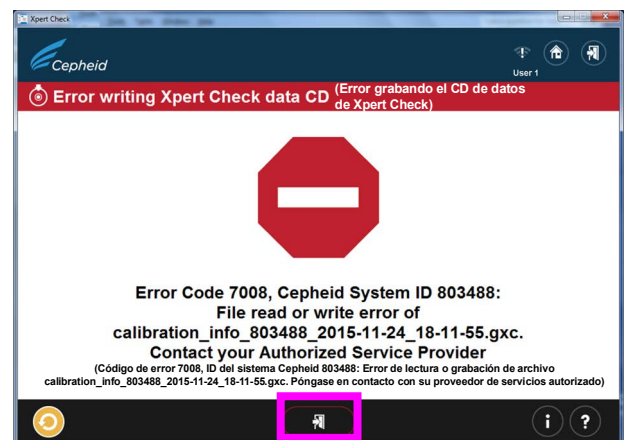 Xpert Check
Cepheid
User 1
Error writing Xpert Check data CD (Error grabando el CD de datos
de Xpert Check)
Error Code 7008, Cepheid System ID 803488:
File read or write error of
calibration_info_803488_2015-11-24_18-11-55.gxc.
Contact your Authorized Service Provider
(Código de error 7008, ID del sistema Cepheid 803488: Error de lectura o grabación de archivo
calibration_info_803488_2015-11-24_18-11-55.gxc. Póngase en contacto con su proveedor de servicios autorizado)
i ?